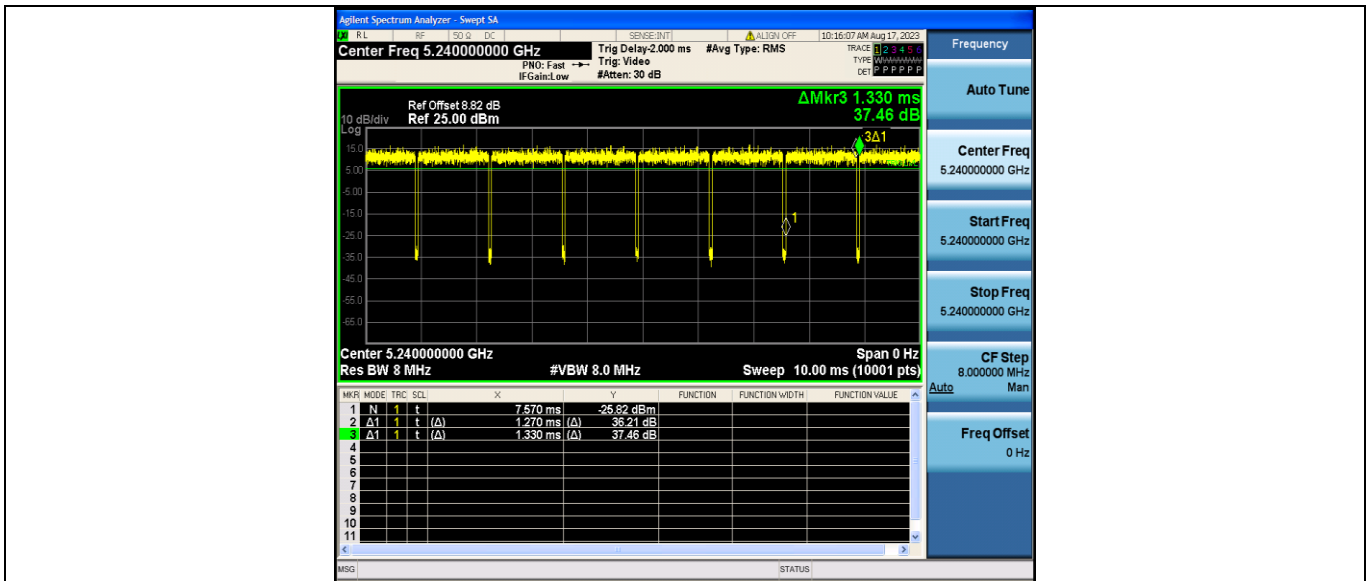 Agilent Spectrum Analyzer - Swept SA
RL RF 50 Ω DC SENSE:INT ALIGN OFF 10:16:07 AM Aug 17, 2023
Center Freq 5.240000000 GHz
PNO: Fast
IFGain:Low
Trig Delay-2.000 ms
Trig: Video
#Atten: 30 dB
#Avg Type: RMS
TRACE 1 2 3 4 5 6
TYPE WWWWWW
DET P P P P P P
ΔMkr3 1.330 ms
37.46 dB
Ref Offset 8.82 dB
10 dB/div Ref 25.00 dBm
Log
15.0
5.00
-5.00
-15.0
-25.0
-35.0
-45.0
-55.0
-65.0
3Δ1
1
Center 5.240000000 GHz Span 0 Hz
Res BW 8 MHz #VBW 8.0 MHz Sweep 10.00 ms (10001 pts)
MKR MODE TRC SCL X Y FUNCTION FUNCTION WIDTH FUNCTION VALUE
1 N 1 t 7.570 ms -25.82 dBm
2 Δ1 1 t (Δ) 1.270 ms (Δ) 36.21 dB
3 Δ1 1 t (Δ) 1.330 ms (Δ) 37.46 dB
4
5
6
7
8
9
10
11
MSG STATUS
Frequency
Auto Tune
Center Freq
5.240000000 GHz
Start Freq
5.240000000 GHz
Stop Freq
5.240000000 GHz
CF Step
8.000000 MHz
Auto Man
Freq Offset
0 Hz